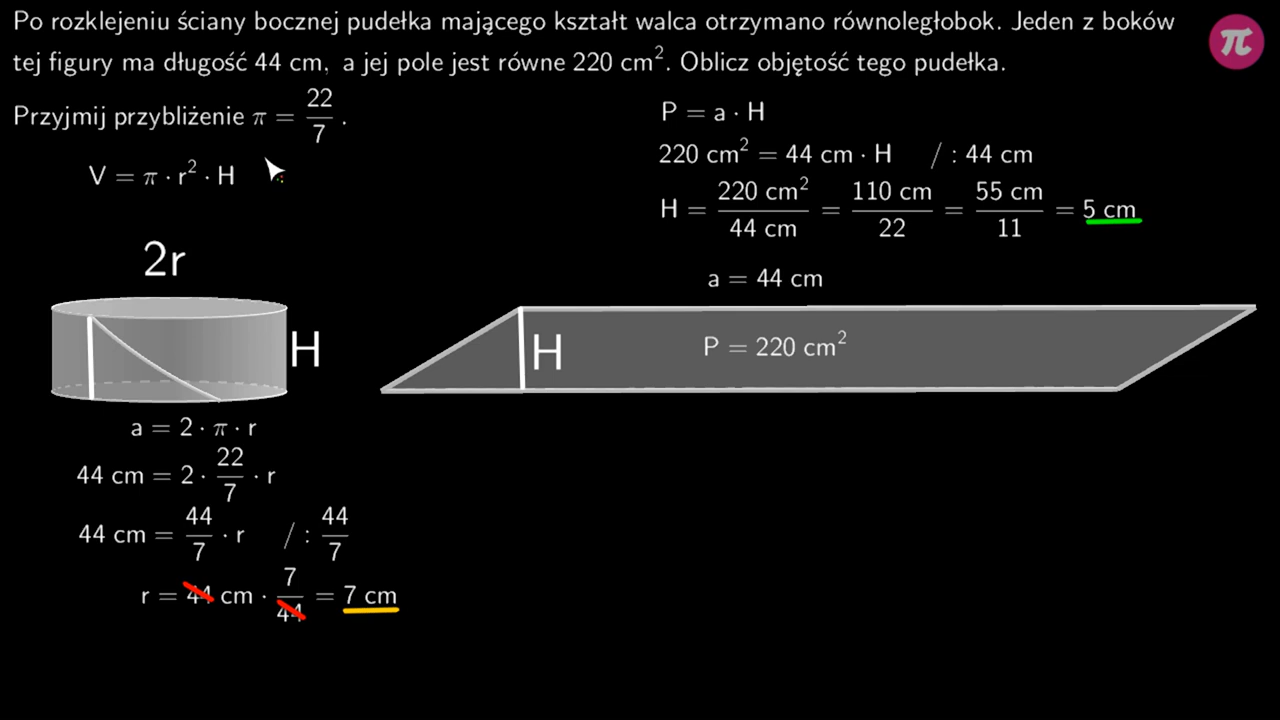 Po rozklejeniu ściany bocznej pudełka mającego kształt walca otrzymano równoległobok. Jeden z boków
tej figury ma długość 44 cm, a jej pole jest równe 220 cm². Oblicz objętość tego pudełka.
Przyjmij przybliżenie π = 22/7 .
V = π · r² · H
P = a · H
220 cm² = 44 cm · H / : 44 cm
H = 220 cm²/44 cm = 110 cm/22 = 55 cm/11 = 5 cm
2r
H
a = 44 cm
H
P = 220 cm²
a = 2 · π · r
44 cm = 2 · 22/7 · r
44 cm = 44/7 · r / : 44/7
r = 44 cm · 7/44 = 7 cm
π